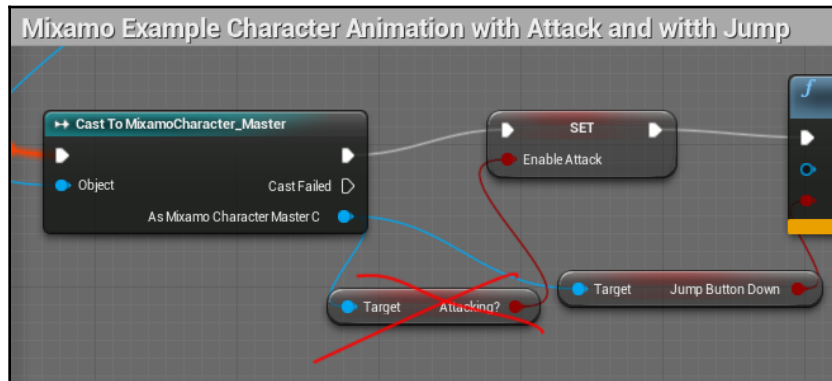 Mixamo Example Character Animation with Attack and witth Jump
Cast To MixamoCharacter_Master
SET
f
Enable Attack
Object
Cast Failed
As Mixamo Character Master C
Target Attacking?
Target Jump Button Down